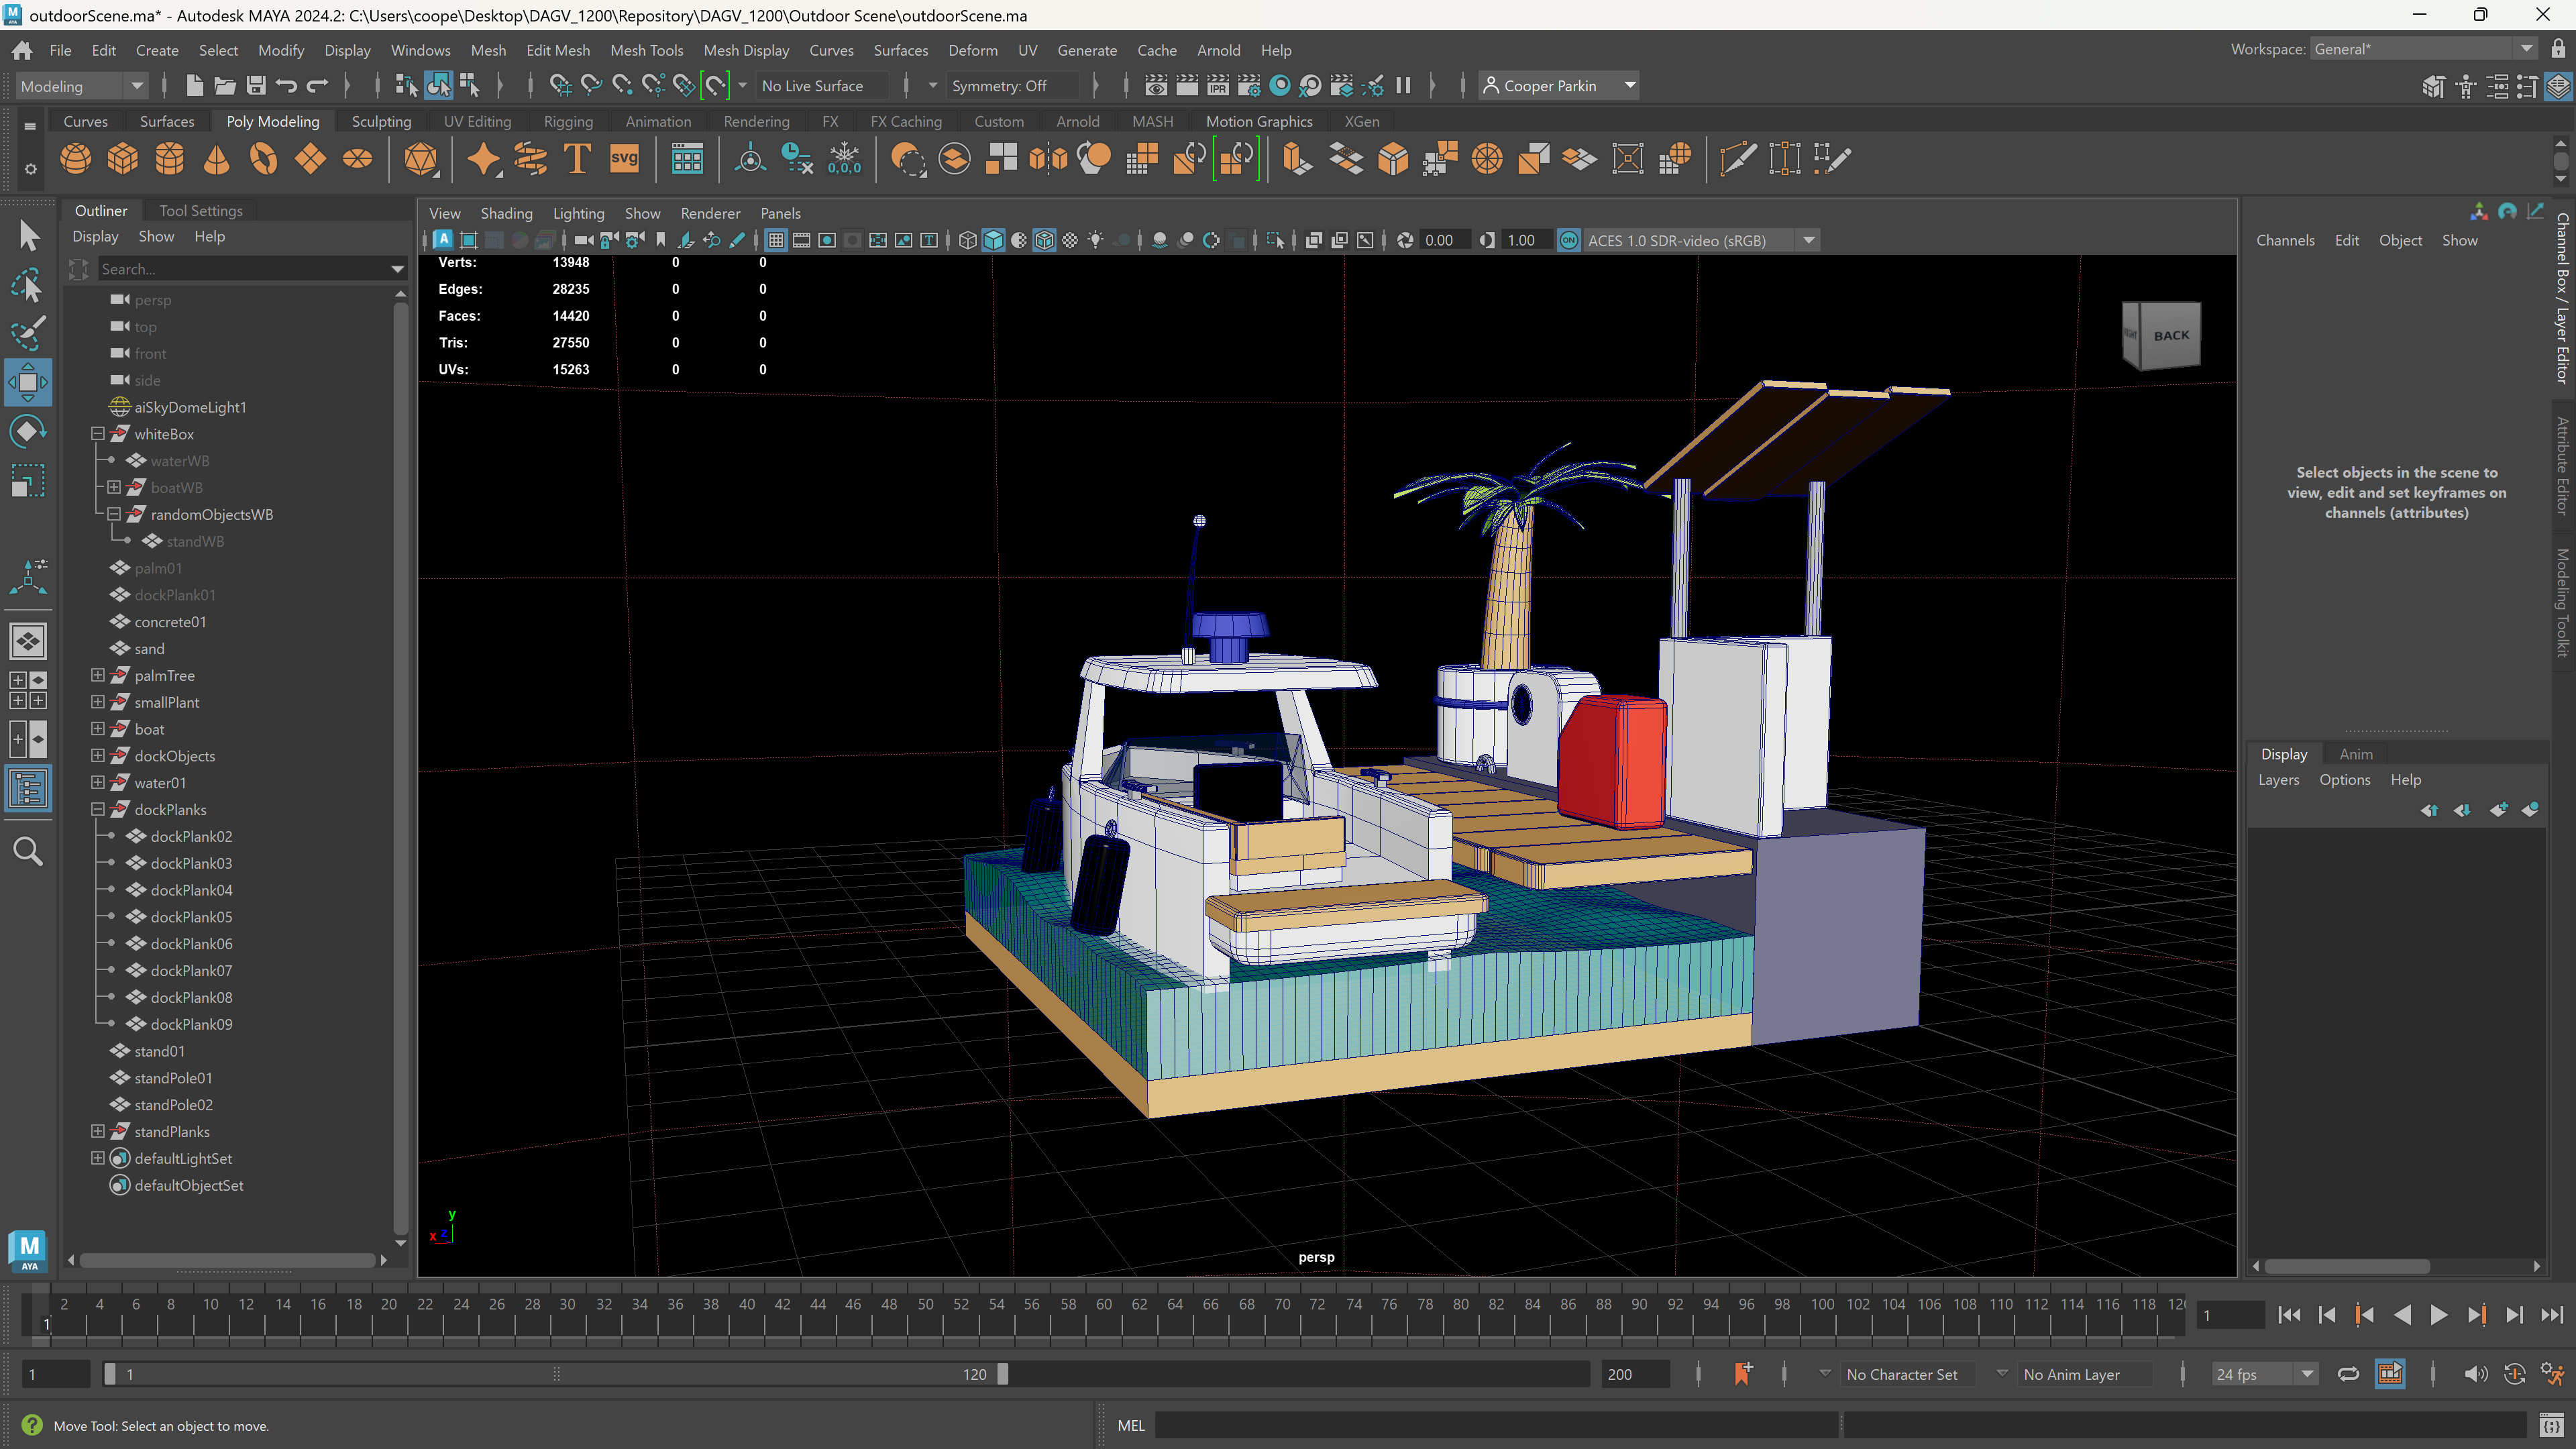 outdoorScene.ma* - Autodesk MAYA 2024.2: C:\Users\coope\Desktop\DAGV_1200\Repository\DAGV_1200\Outdoor Scene\outdoorScene.ma
File Edit Create Select Modify Display Windows Mesh Edit Mesh Mesh Tools Mesh Display Curves Surfaces Deform UV Generate Cache Arnold Help
Workspace: General*
Modeling No Live Surface Symmetry: Off IPR Cooper Parkin
Curves Surfaces Poly Modeling Sculpting UV Editing Rigging Animation Rendering FX FX Caching Custom Arnold MASH Motion Graphics XGen
T svg 0,0,0
Outliner Tool Settings
Display Show Help
Search...
persp
top
front
side
aiSkyDomeLight1
whiteBox
waterWB
boatWB
randomObjectsWB
standWB
palm01
dockPlank01
concrete01
sand
palmTree
smallPlant
boat
dockObjects
water01
dockPlanks
dockPlank02
dockPlank03
dockPlank04
dockPlank05
dockPlank06
dockPlank07
dockPlank08
dockPlank09
stand01
standPole01
standPole02
standPlanks
defaultLightSet
defaultObjectSet
M
AYA
View Shading Lighting Show Renderer Panels
0.00 1.00 ON ACES 1.0 SDR-video (sRGB)
Verts: 13948 0 0
Edges: 28235 0 0
Faces: 14420 0 0
Tris: 27550 0 0
UVs: 15263 0 0
RIGHT BACK
y
x z
persp
Channels Edit Object Show
Select objects in the scene to
view, edit and set keyframes on
channels (attributes)
Channel Box / Layer Editor
Attribute Editor
Modeling Toolkit
Display Anim
Layers Options Help
2 4 6 8 10 12 14 16 18 20 22 24 26 28 30 32 34 36 38 40 42 44 46 48 50 52 54 56 58 60 62 64 66 68 70 72 74 76 78 80 82 84 86 88 90 92 94 96 98 100 102 104 106 108 110 112 114 116 118 120
1
1
1 1 120 200 No Character Set No Anim Layer 24 fps
? Move Tool: Select an object to move.
MEL